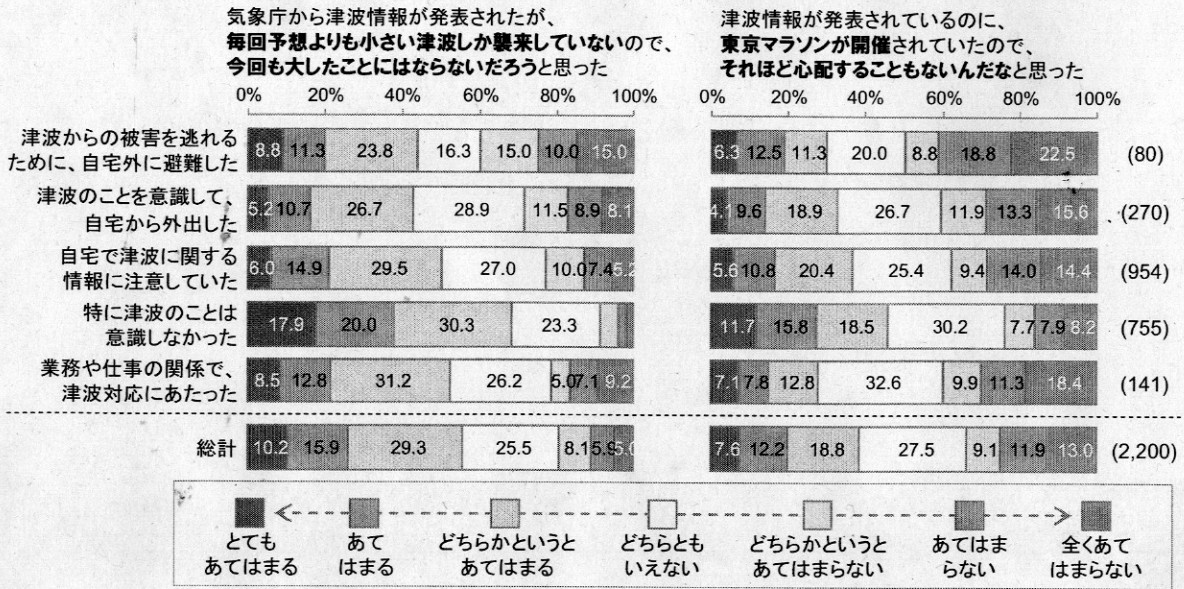 気象庁から津波情報が発表されたが、
毎回予想よりも小さい津波しか襲来していないので、
今回も大したことにはならないだろうと思った
津波情報が発表されているのに、
東京マラソンが開催されていたので、
それほど心配することもないんだなと思った
0% 20% 40% 60% 80% 100%
0% 20% 40% 60% 80% 100%
津波からの被害を逃れる
ために、自宅外に避難した
8.8 11.3 23.8 16.3 15.0 10.0 15.0
6.3 12.5 11.3 20.0 8.8 18.8 22.5 (80)
津波のことを意識して、
自宅から外出した
5.2 10.7 26.7 28.9 11.5 8.9 8.1
4.1 9.6 18.9 26.7 11.9 13.3 15.6 (270)
自宅で津波に関する
情報に注意していた
6.0 14.9 29.5 27.0 10.0 7.4 5.2
5.6 10.8 20.4 25.4 9.4 14.0 14.4 (954)
特に津波のことは
意識しなかった
17.9 20.0 30.3 23.3
11.7 15.8 18.5 30.2 7.7 7.9 8.2 (755)
業務や仕事の関係で、
津波対応にあたった
8.5 12.8 31.2 26.2 5.0 7.1 9.2
7.1 7.8 12.8 32.6 9.9 11.3 18.4 (141)
総計
10.2 15.9 29.3 25.5 8.1 5.9 5.0
7.6 12.2 18.8 27.5 9.1 11.9 13.0 (2,200)
とても
あてはまる
あて
はまる
どちらかというと
あてはまる
どちらとも
いえない
どちらかというと
あてはまらない
あてはま
らない
全くあて
はまらない